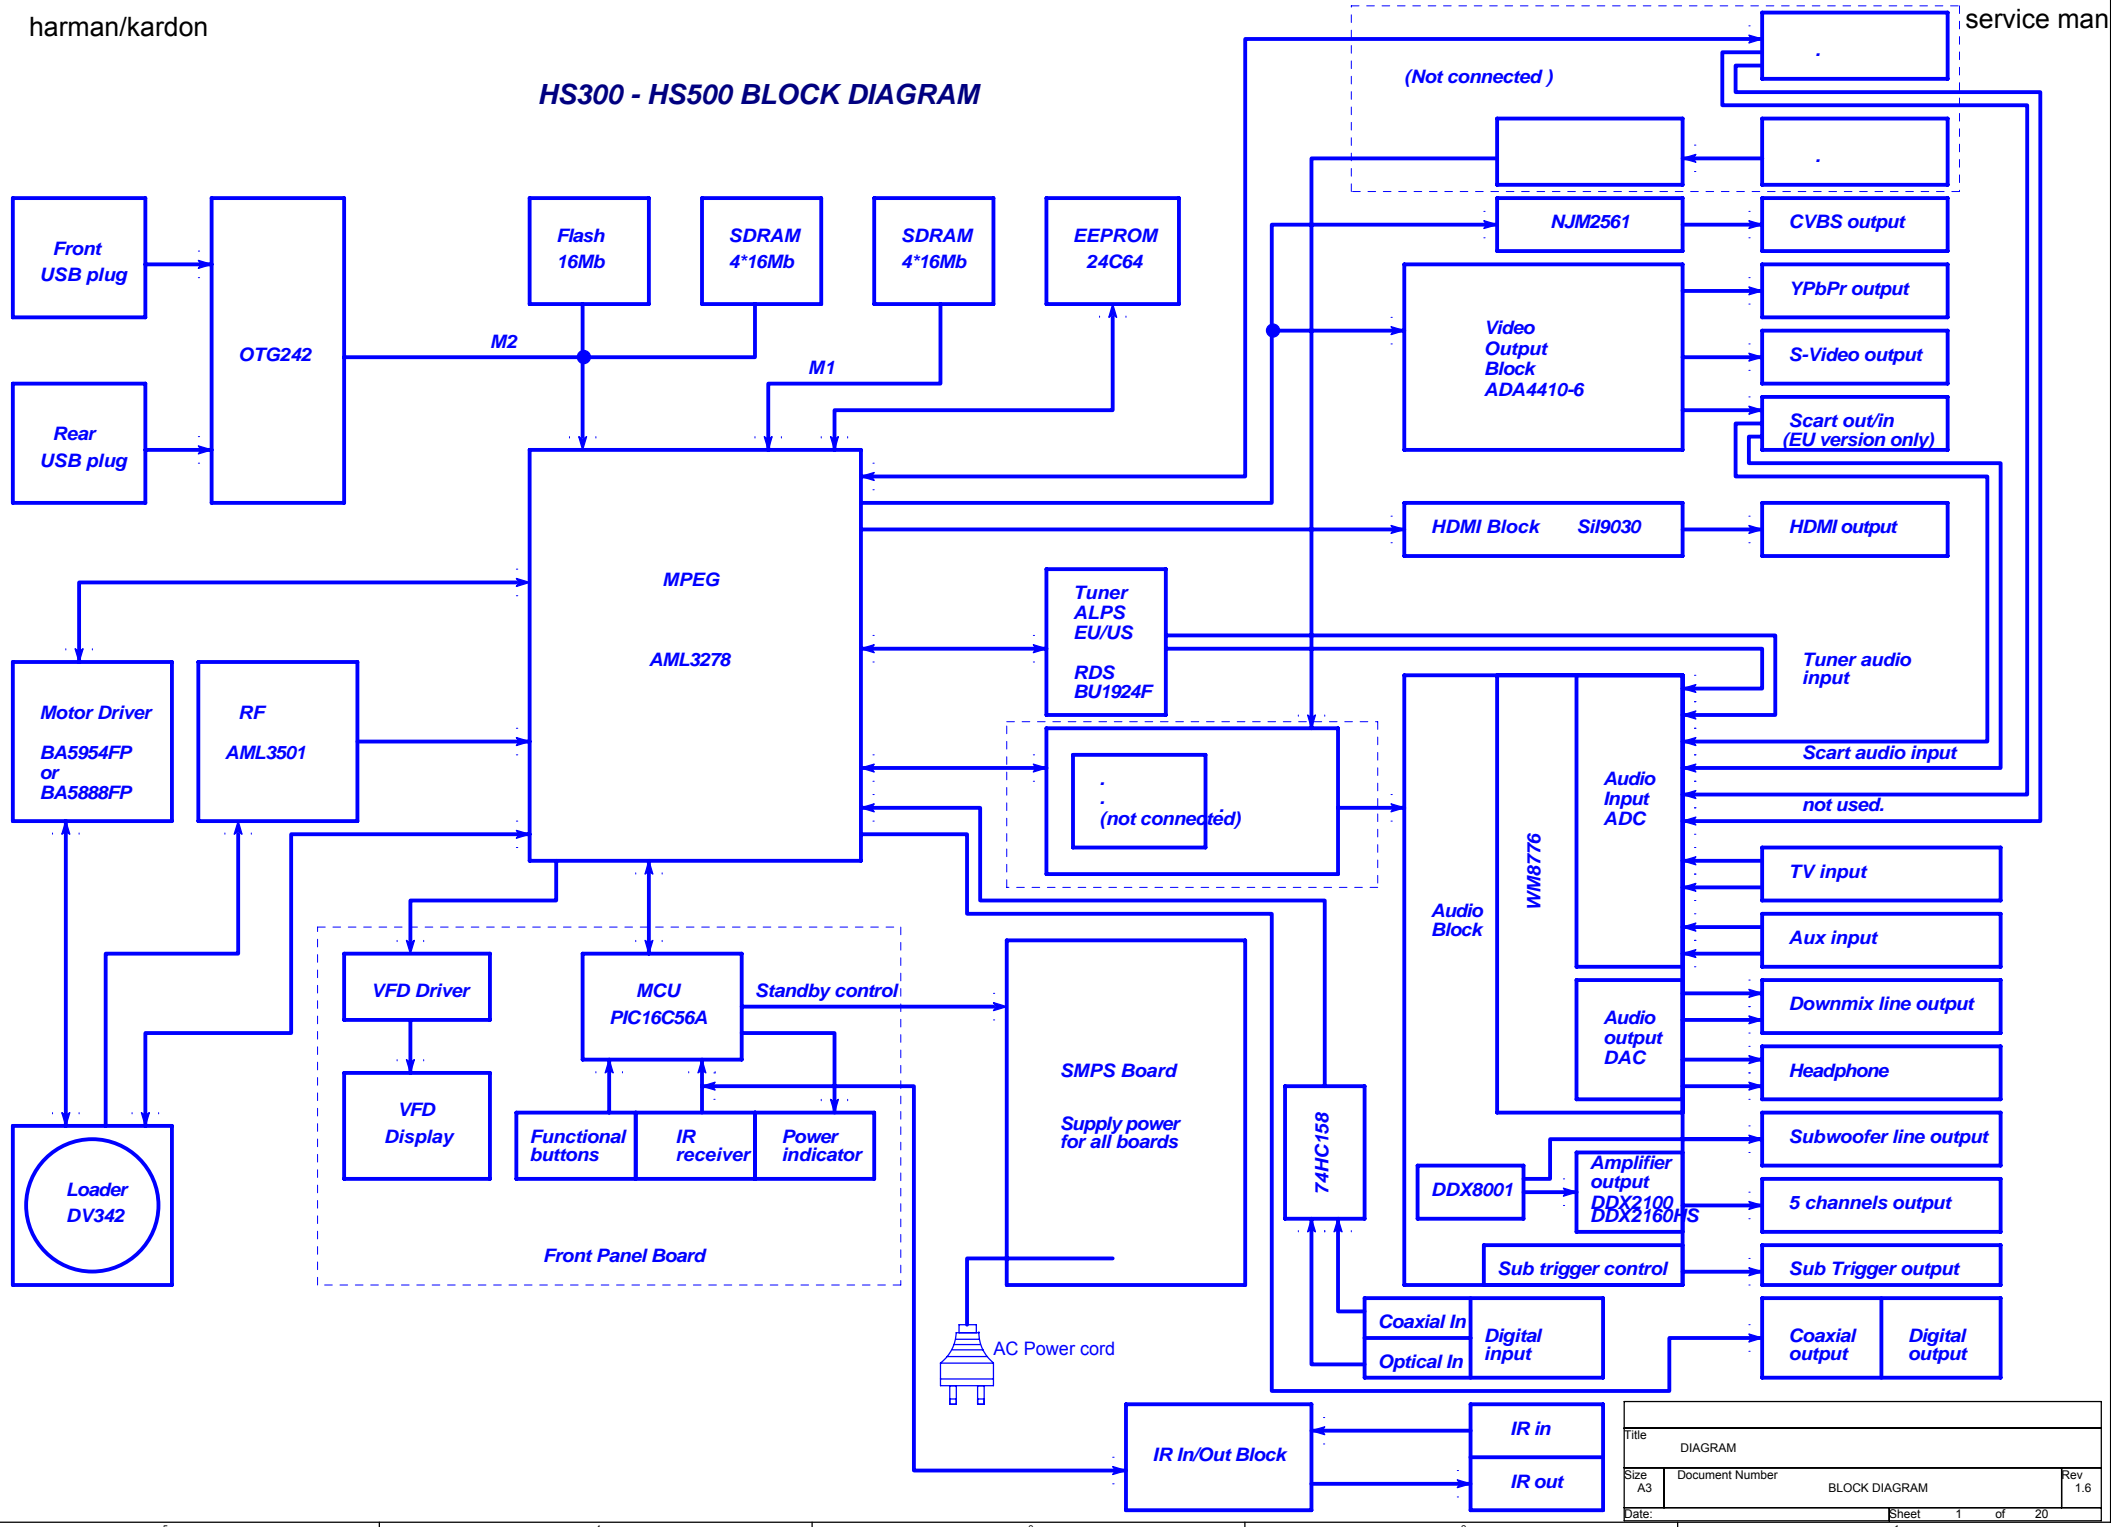 harman/kardon
service man
HS300 - HS500 BLOCK DIAGRAM
(Not connected )
.
.
Front
USB plug
OTG242
Rear
USB plug
Flash
16Mb
SDRAM
4*16Mb
SDRAM
4*16Mb
EEPROM
24C64
M2
M1
NJM2561
CVBS output
Video
Output
Block
ADA4410-6
YPbPr output
S-Video output
Scart out/in
(EU version only)
HDMI Block SiI9030
HDMI output
MPEG
AML3278
Tuner
ALPS
EU/US
RDS
BU1924F
Tuner audio
input
Motor Driver
BA5954FP
or
BA5888FP
RF
AML3501
Scart audio input
not used.
.
.
.
(not connected)
Audio
Block
WM8776
Audio
Input
ADC
TV input
Aux input
Audio
output
DAC
Downmix line output
Headphone
VFD Driver
MCU
PIC16C56A
Standby control
VFD
Display
Functional
buttons
IR
receiver
Power
indicator
Front Panel Board
SMPS Board
Supply power
for all boards
74HC158
Subwoofer line output
DDX8001
Amplifier
output
DDX2100
DDX2160HS
5 channels output
Sub trigger control
Sub Trigger output
Loader
DV342
AC Power cord
Coaxial In
Optical In
Digital
input
Coaxial
output
Digital
output
IR In/Out Block
IR in
IR out
Title
DIAGRAM
Size
A3
Document Number
BLOCK DIAGRAM
Rev
1.6
Date:
Sheet 1 of 20